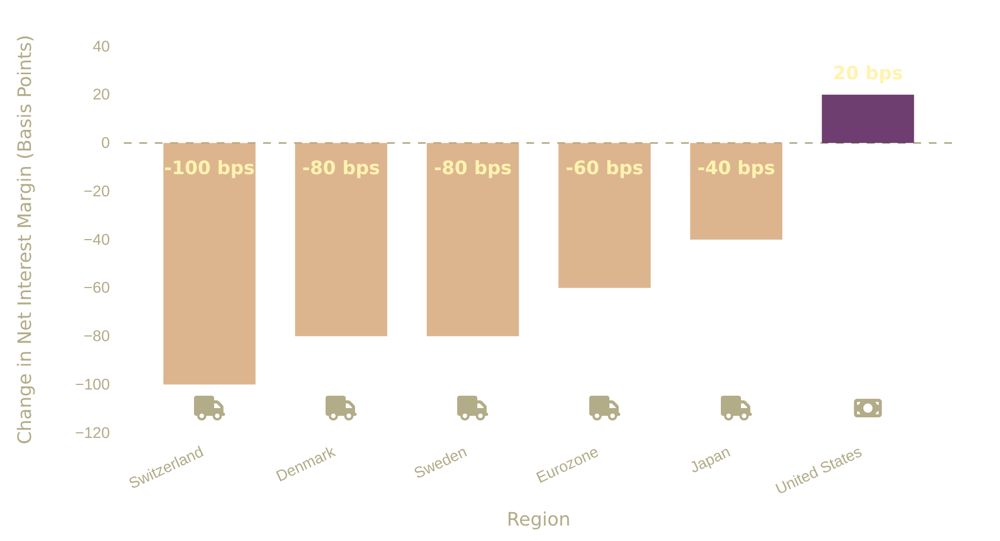 Change in Net Interest Margin (Basis Points)
40
20
0
−20
−40
−60
−80
−100
−120
-100 bps
-80 bps
-80 bps
-60 bps
-40 bps
20 bps
Switzerland
Denmark
Sweden
Eurozone
Japan
United States
Region